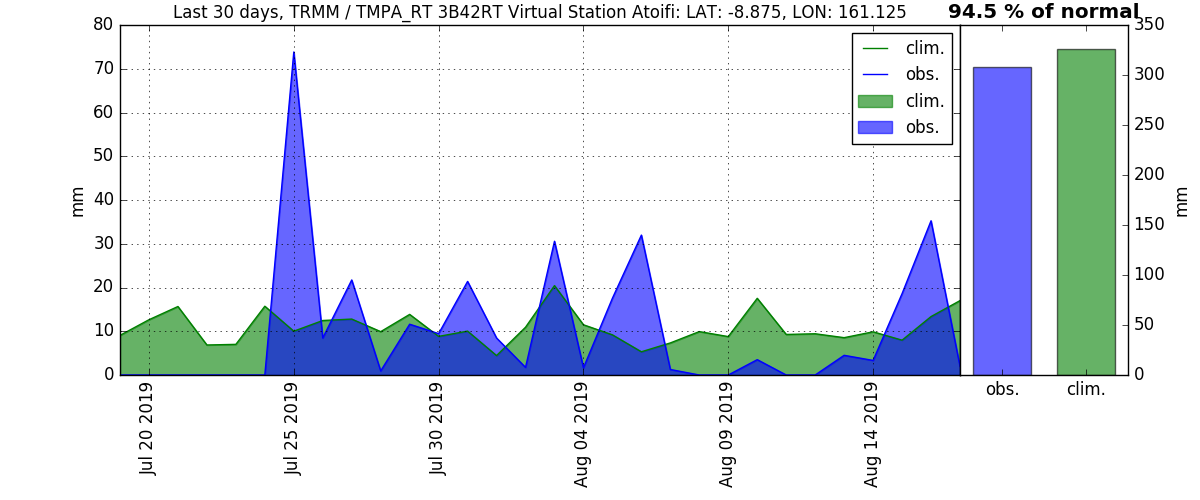 Last 30 days, TRMM / TMPA_RT 3B42RT Virtual Station Atoifi: LAT: -8.875, LON: 161.125
94.5 % of normal
80
70
60
50
40
30
20
10
0
mm
clim.
obs.
clim.
obs.
350
300
250
200
150
100
50
0
mm
Jul 20 2019
Jul 25 2019
Jul 30 2019
Aug 04 2019
Aug 09 2019
Aug 14 2019
obs.
clim.